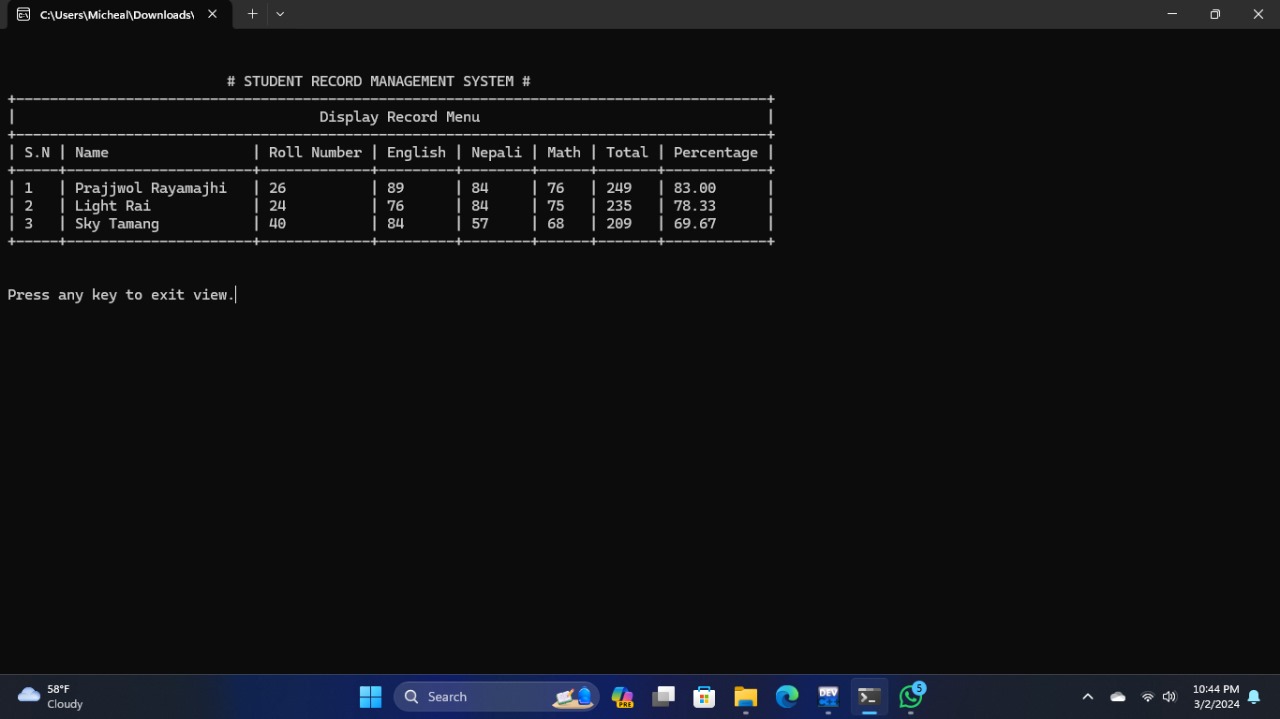 C:\Users\Micheal\Downloads\
# STUDENT RECORD MANAGEMENT SYSTEM #
Display Record Menu
| S.N | Name | Roll Number | English | Nepali | Math | Total | Percentage |
| 1 | Prajjwol Rayamajhi | 26 | 89 | 84 | 76 | 249 | 83.00 |
| 2 | Light Rai | 24 | 76 | 84 | 75 | 235 | 78.33 |
| 3 | Sky Tamang | 40 | 84 | 57 | 68 | 209 | 69.67 |
Press any key to exit view.
58°F
Cloudy
Search
PRE
DEV
5
10:44 PM
3/2/2024